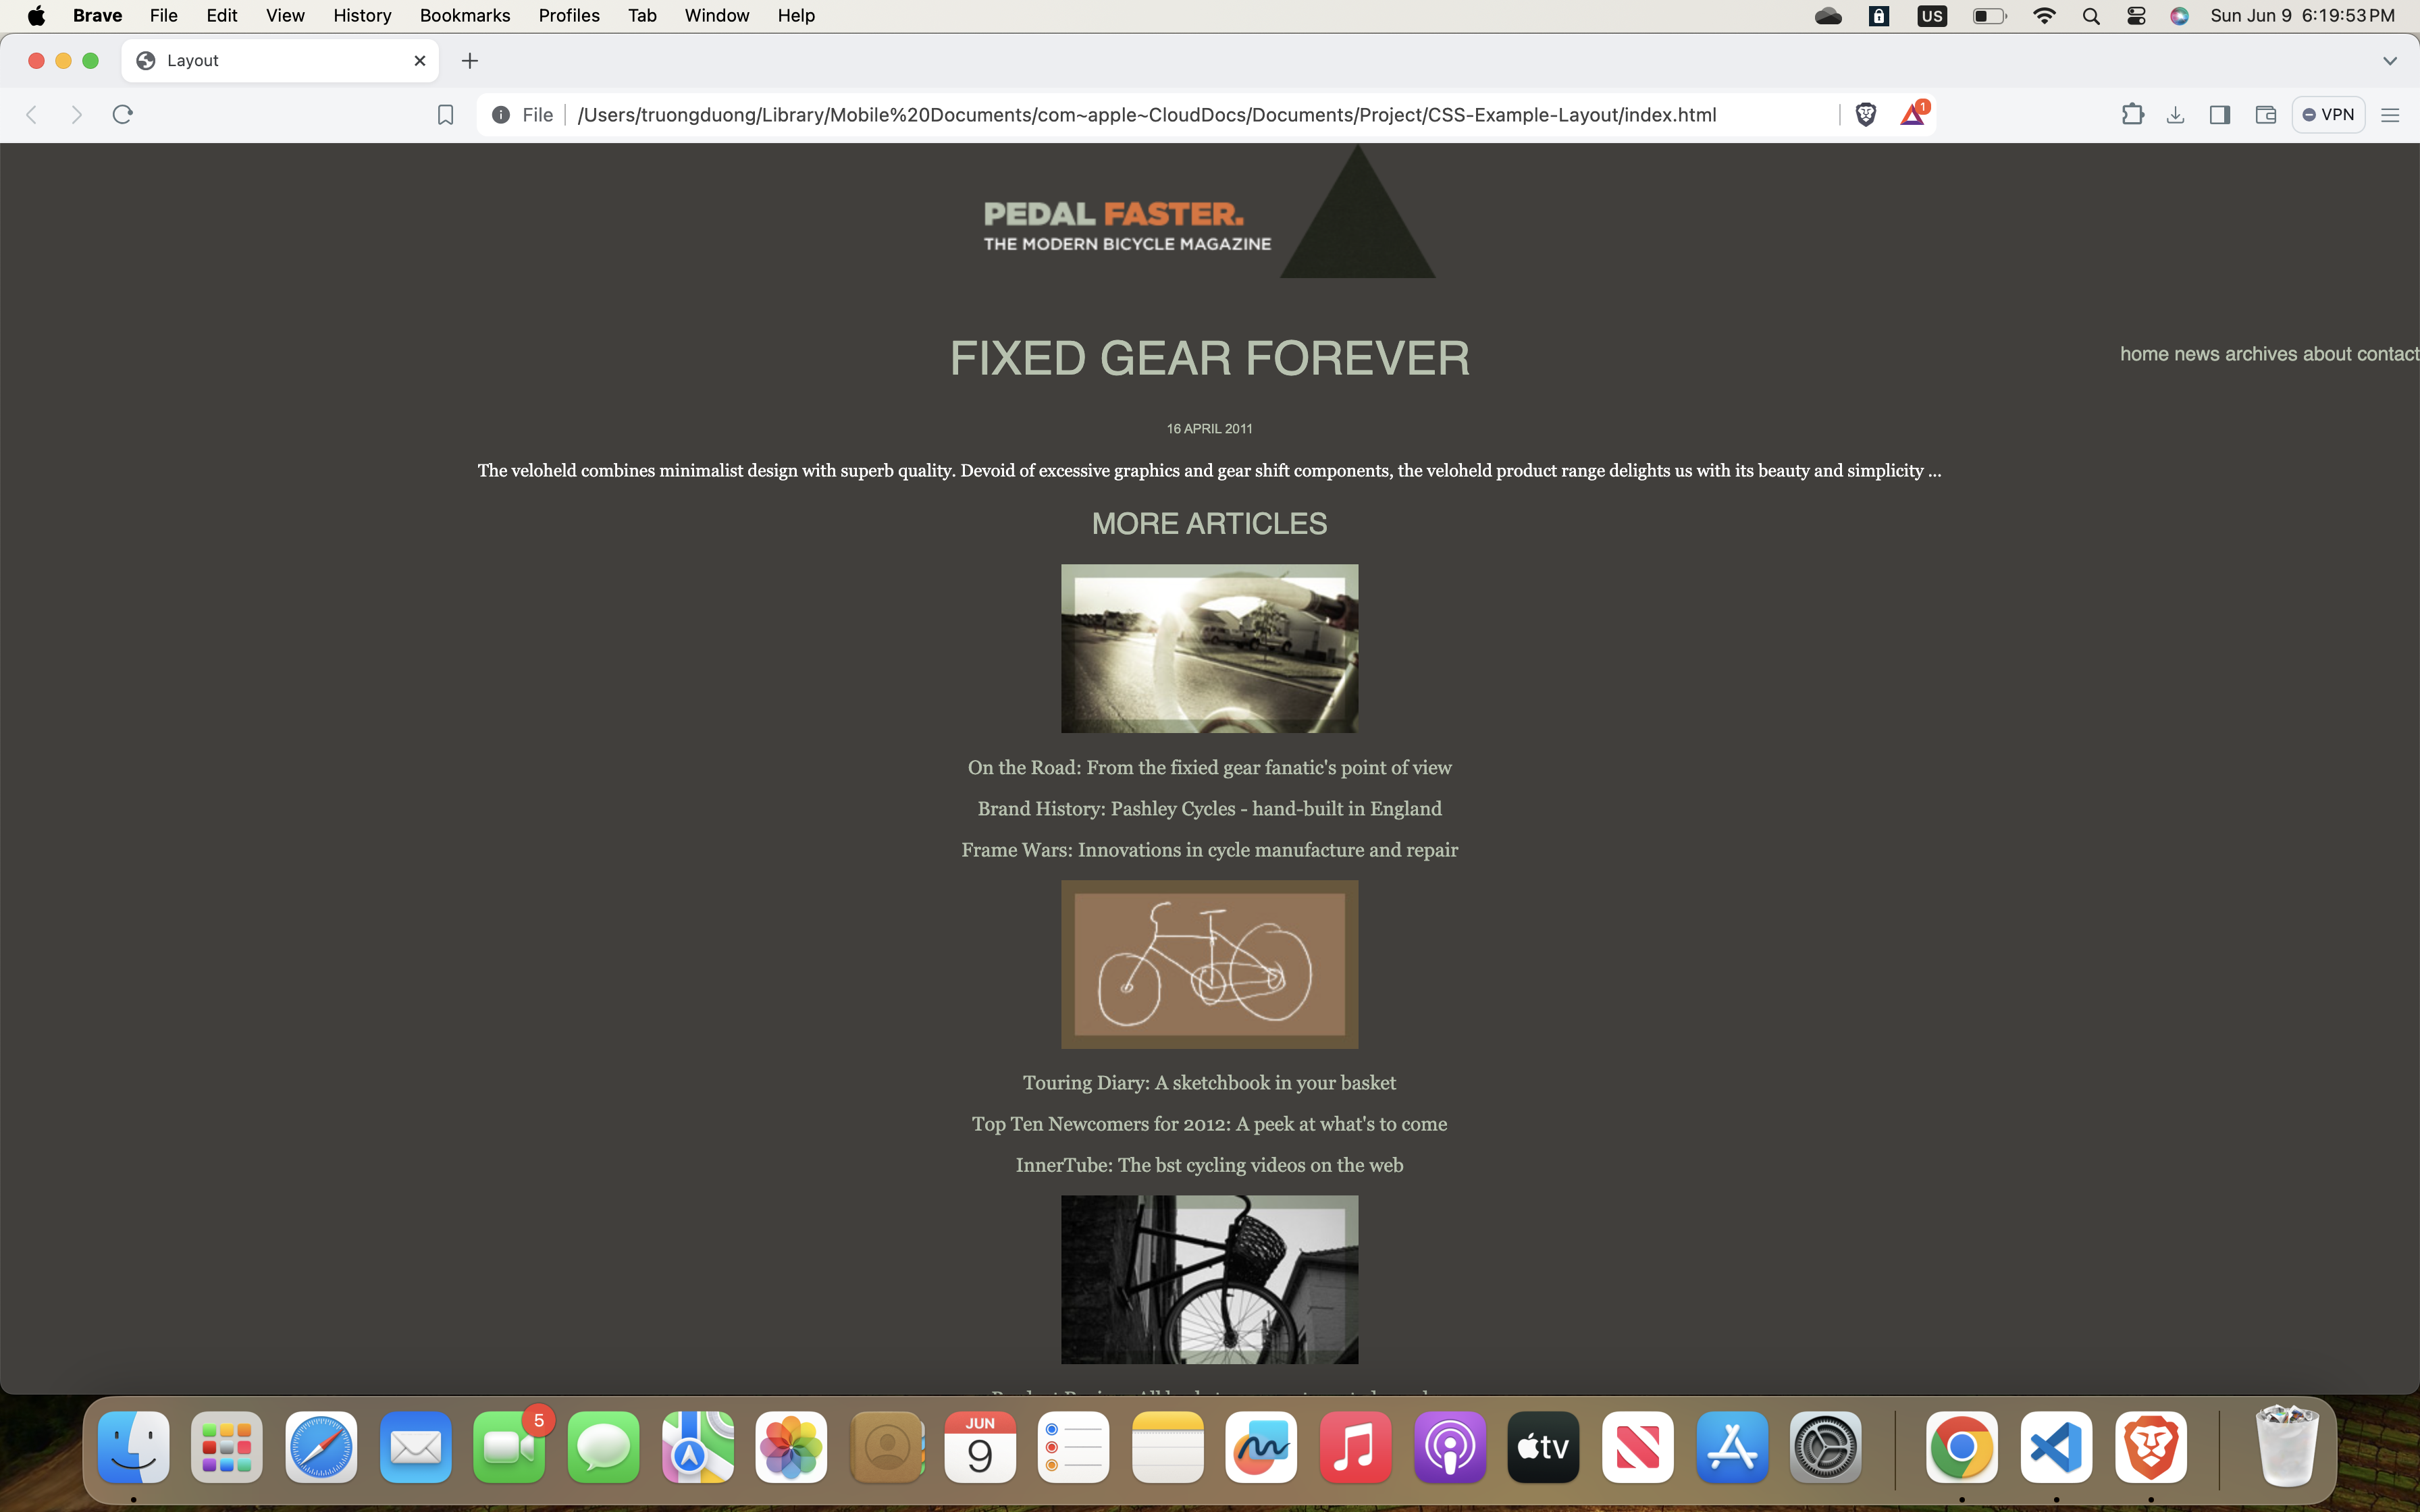 Brave File Edit View History Bookmarks Profiles Tab Window Help US Sun Jun 9 6:19:53 PM
Layout
File /Users/truongduong/Library/Mobile%20Documents/com~apple~CloudDocs/Documents/Project/CSS-Example-Layout/index.html 1 VPN
PEDAL FASTER.
THE MODERN BICYCLE MAGAZINE
FIXED GEAR FOREVER
home news archives about contact
16 APRIL 2011
The veloheld combines minimalist design with superb quality. Devoid of excessive graphics and gear shift components, the veloheld product range delights us with its beauty and simplicity ...
MORE ARTICLES
On the Road: From the fixied gear fanatic's point of view
Brand History: Pashley Cycles - hand-built in England
Frame Wars: Innovations in cycle manufacture and repair
Touring Diary: A sketchbook in your basket
Top Ten Newcomers for 2012: A peek at what's to come
InnerTube: The bst cycling videos on the web
5
JUN
9
tv